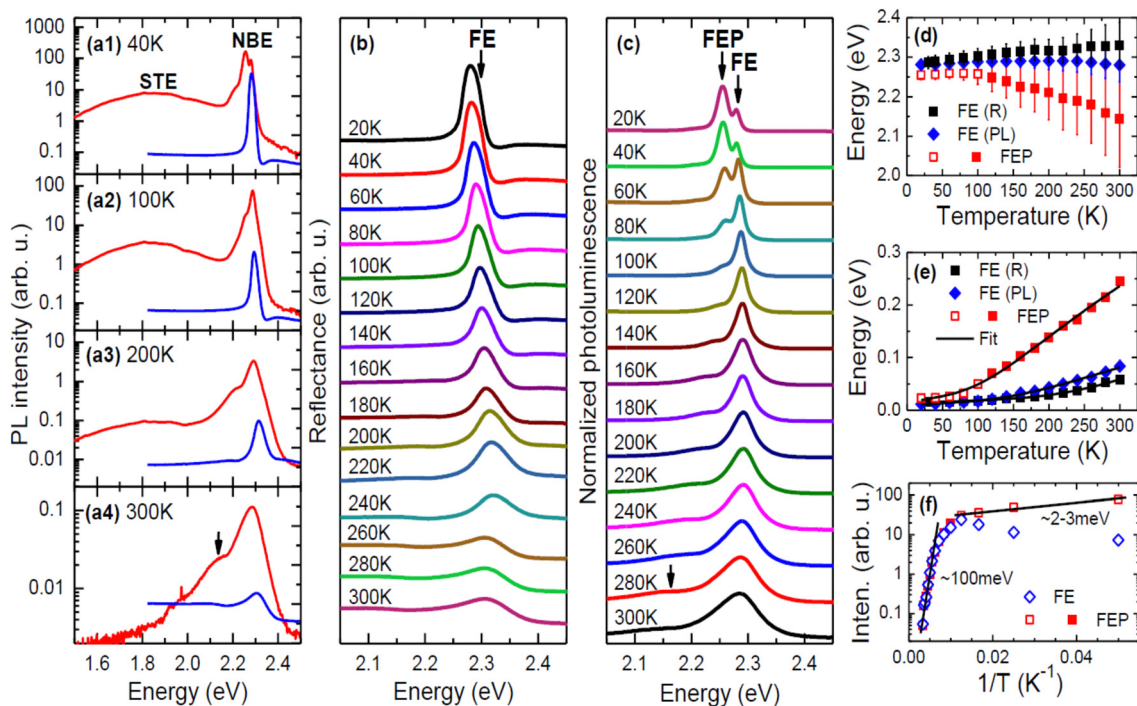 (a1) 40K
NBE
STE
1000
100
10
1
0.1
(a2) 100K
100
10
1
0.1
(a3) 200K
10
1
0.1
0.01
(a4) 300K
0.1
0.01
PL intensity (arb. u.)
1.5 1.8 2.1 2.4
Energy (eV)
(b)
FE
20K
40K
60K
80K
100K
120K
140K
160K
180K
200K
220K
240K
260K
280K
300K
Reflectance (arb. u.)
2.1 2.2 2.3 2.4
Energy (eV)
(c)
FEP
FE
20K
40K
60K
80K
100K
120K
140K
160K
180K
200K
220K
240K
260K
280K
300K
Normalized photoluminescence
2.1 2.2 2.3 2.4
Energy (eV)
(d)
2.4
2.3
2.2
2.1
2.0
Energy (eV)
FE (R)
FE (PL)
FEP
0 50 100 150 200 250 300
Temperature (K)
(e)
0.3
0.2
0.1
0.0
Energy (eV)
FE (R)
FE (PL)
FEP
Fit
0 50 100 150 200 250 300
Temperature (K)
(f)
100
10
1
0.1
Inten. (arb. u.)
~2-3meV
~100meV
FE
FEP
0.00 0.02 0.04
1/T (K⁻¹)